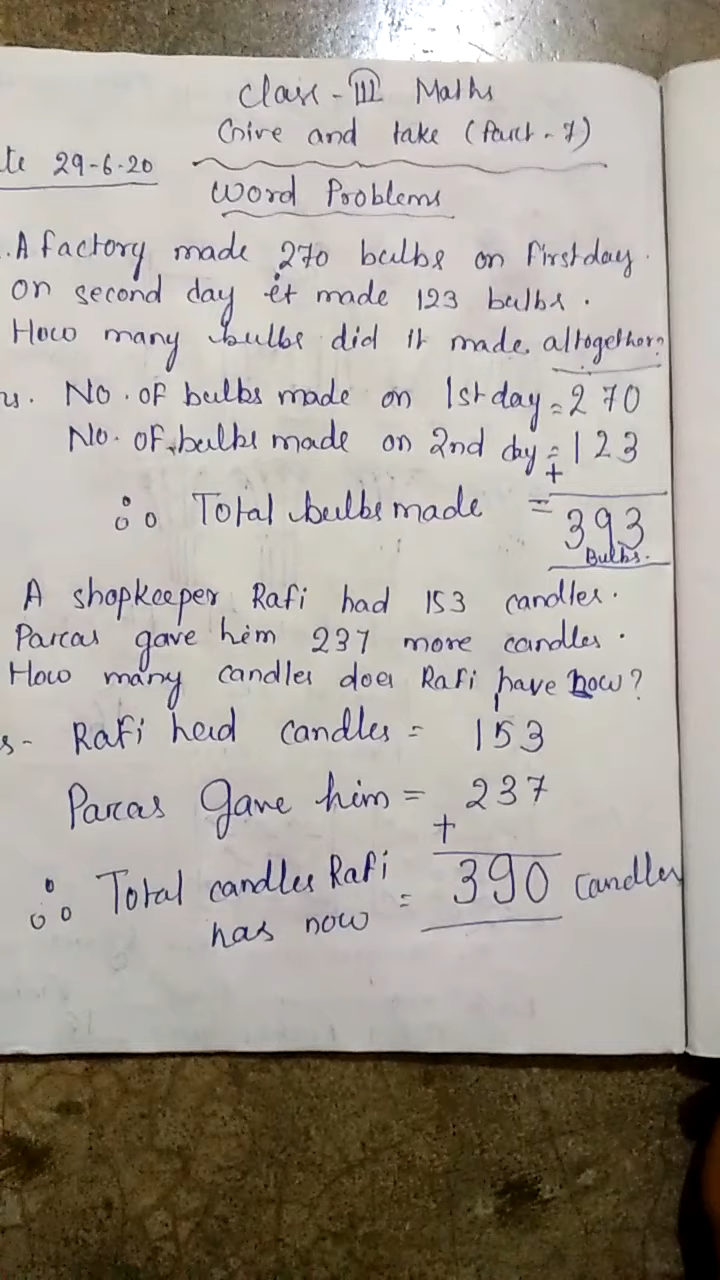 Class - III Maths
Give and take (Part - 7)
te 29-6-20
Word Problems
.A factory made 270 bulbs on first day.
on second day it made 123 bulbs.
How many bulbs did it made altogether?
s. No. of bulbs made on 1st day = 270
No. of bulbs made on 2nd day = + 123
∴ Total bulbs made = 393
Bulbs.
A shopkeeper Rafi had 153 candles.
Paras gave him 237 more candles.
How many candles does Rafi have now?
s- Rafi had candles = 153
Paras Gave him = 237
+
∴ Total candles Rafi = 390 candles
has now